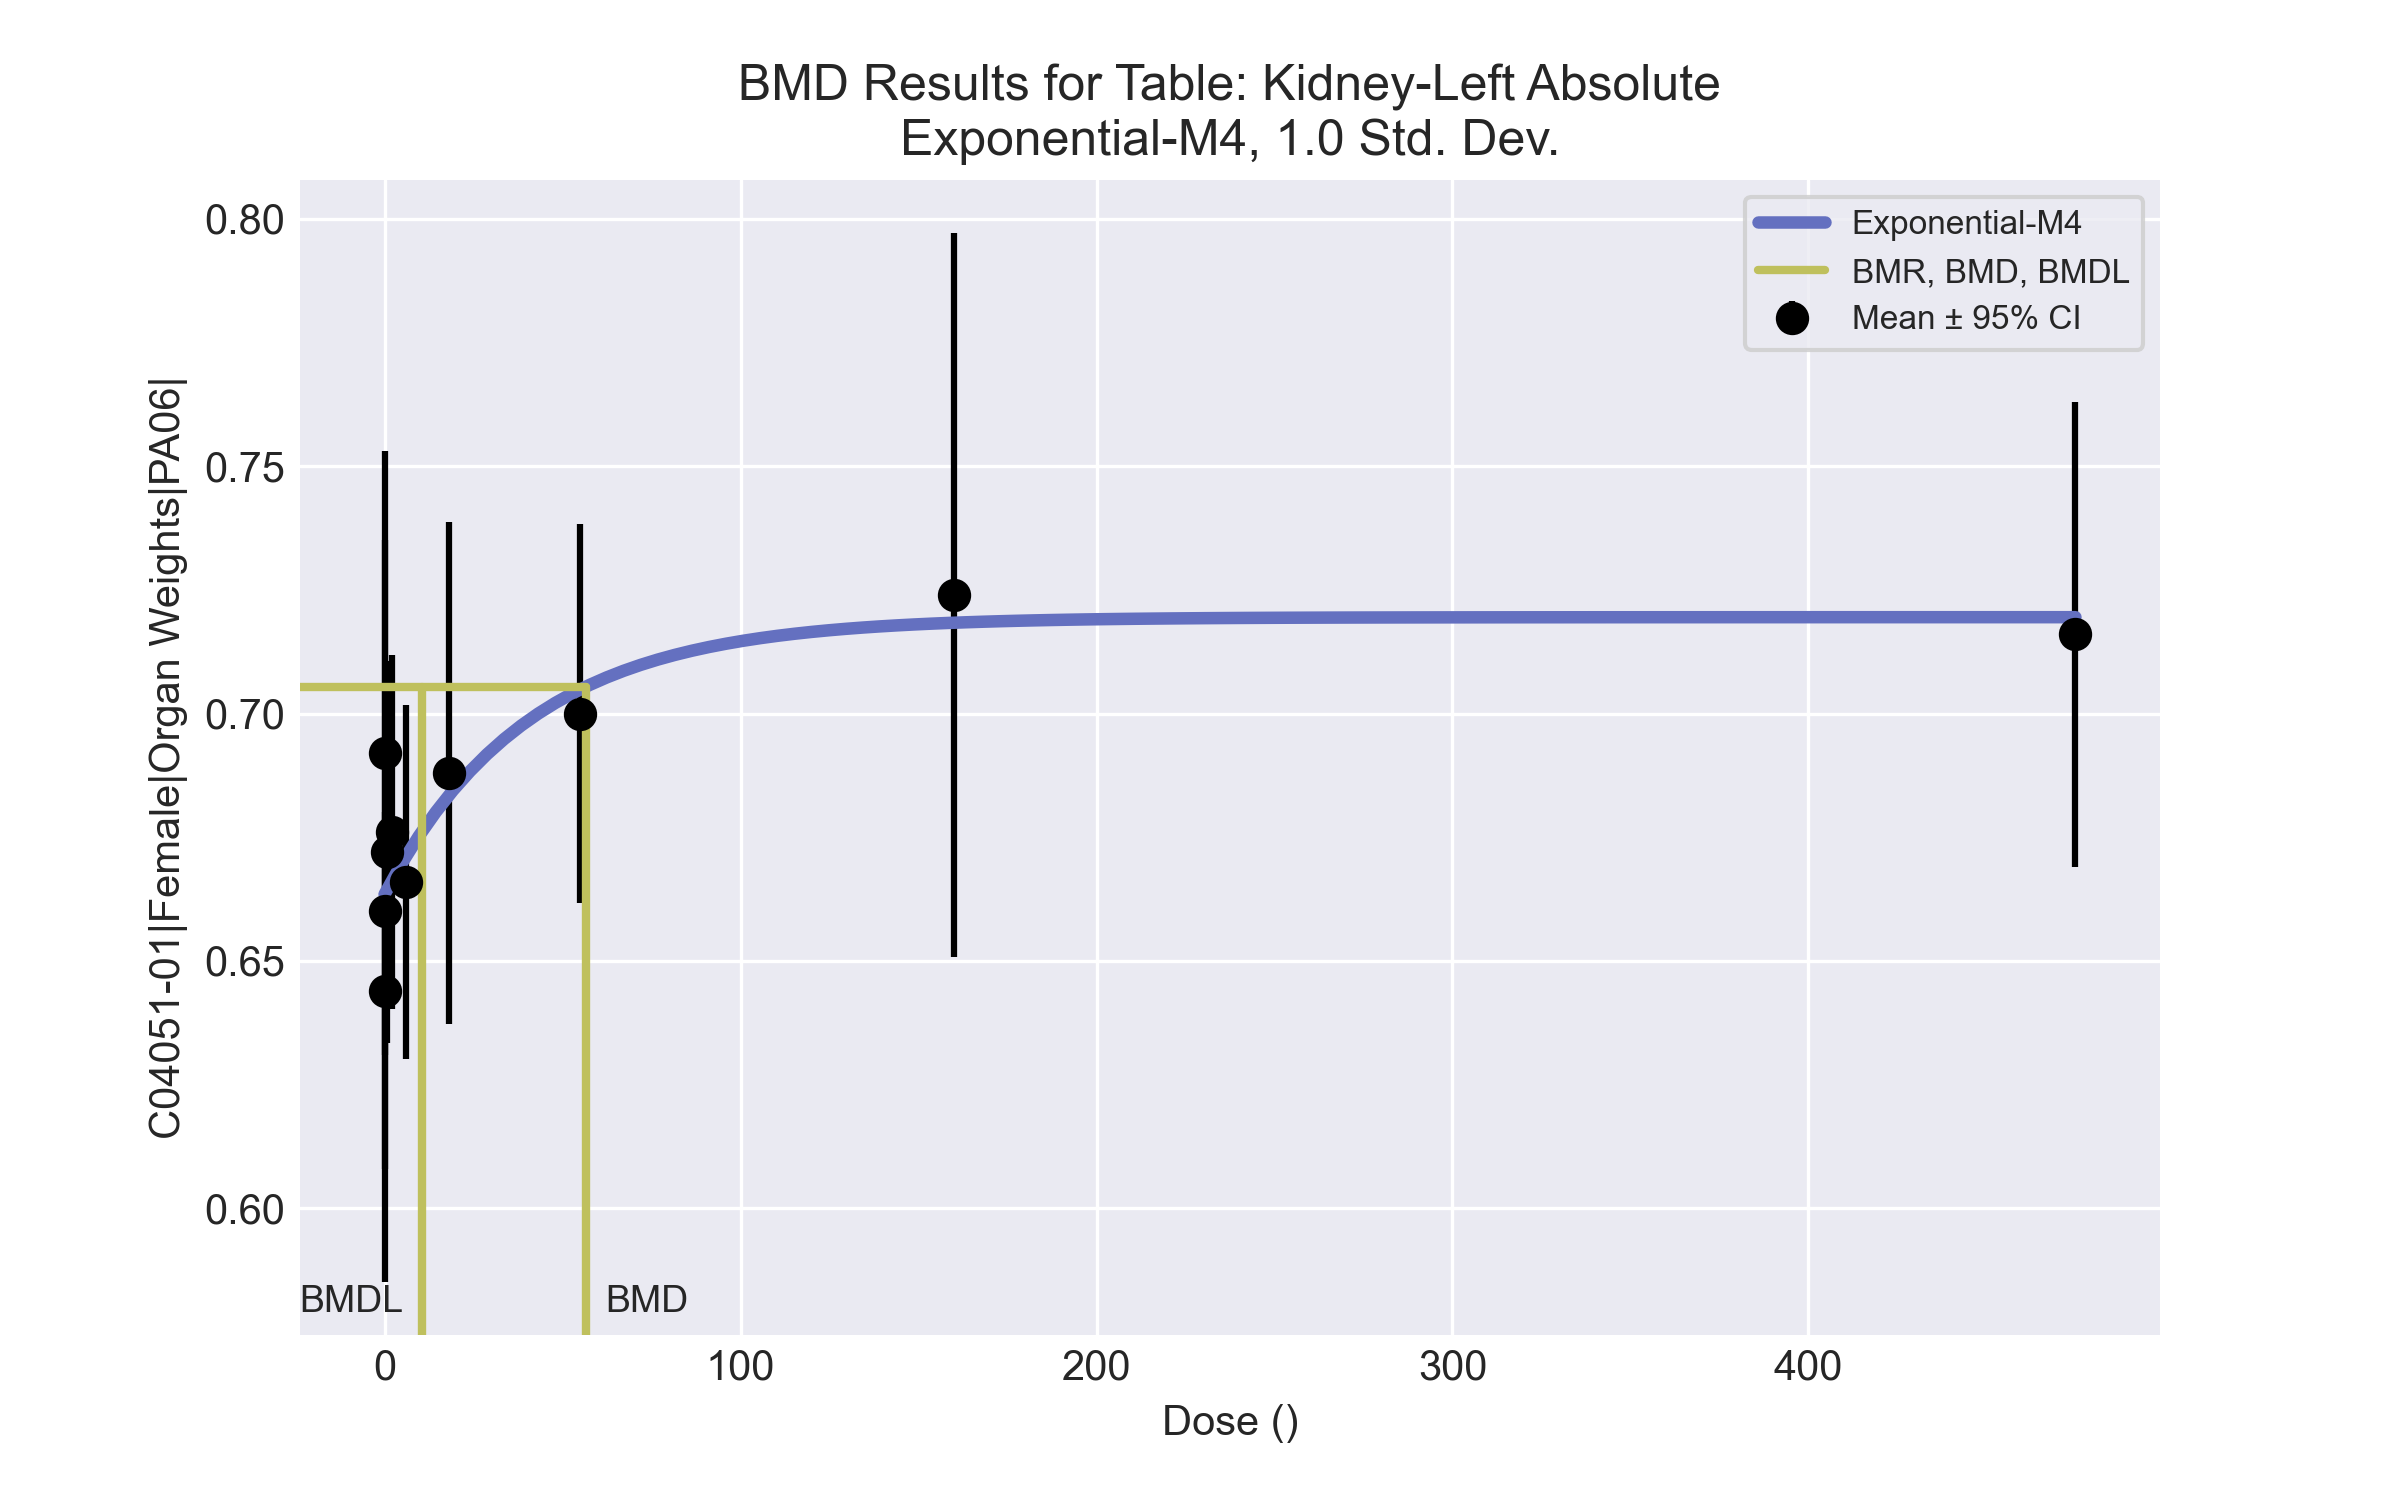 BMD Results for Table: Kidney-Left Absolute
Exponential-M4, 1.0 Std. Dev.
Exponential-M4
BMR, BMD, BMDL
Mean ± 95% CI
C04051-01|Female|Organ Weights|PA06|
0.80
0.75
0.70
0.65
0.60
BMDL
BMD
0
100
200
300
400
Dose ()